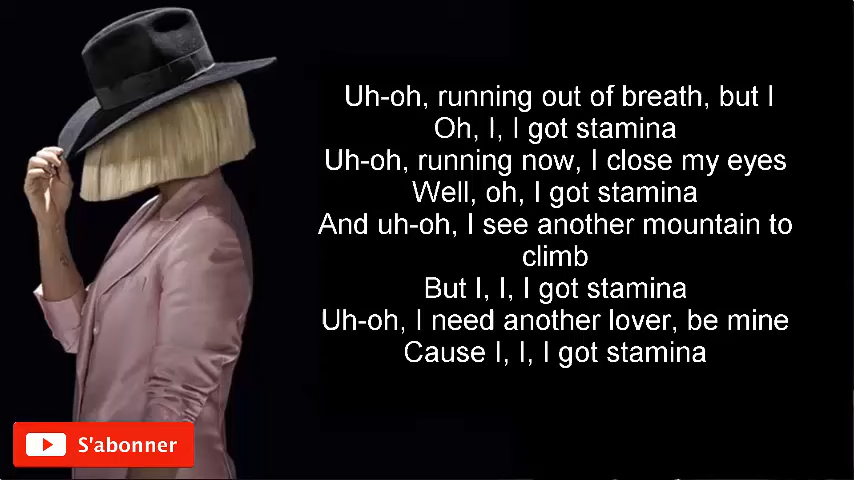 Uh-oh, running out of breath, but I
Oh, I, I got stamina
Uh-oh, running now, I close my eyes
Well, oh, I got stamina
And uh-oh, I see another mountain to
climb
But I, I, I got stamina
Uh-oh, I need another lover, be mine
Cause I, I, I got stamina
S'abonner